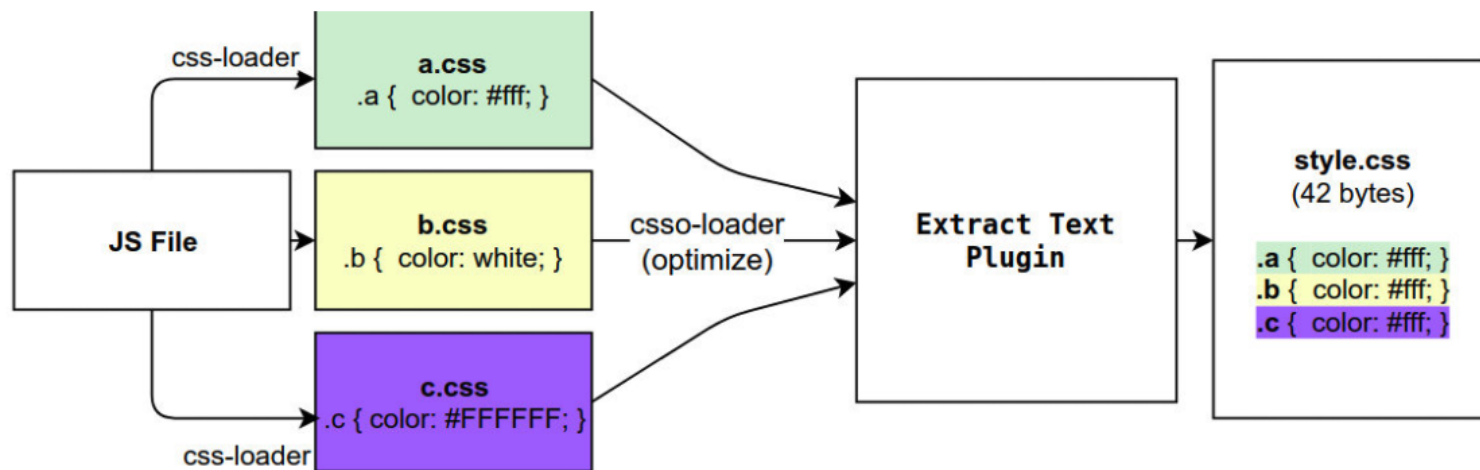 css-loader
a.css
.a { color: #fff; }
JS File
b.css
.b { color: white; }
csso-loader
(optimize)
c.css
.c { color: #FFFFFF; }
css-loader
Extract Text
Plugin
style.css
(42 bytes)
.a { color: #fff; }
.b { color: #fff; }
.c { color: #fff; }